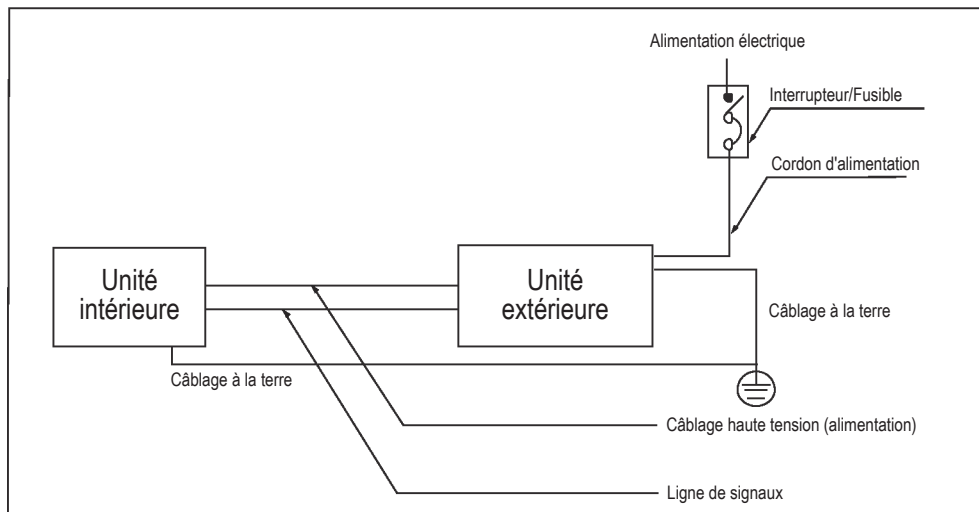 Alimentation électrique
Interrupteur/Fusible
Cordon d'alimentation
Unité
intérieure
Unité
extérieure
Câblage à la terre
Câblage à la terre
Câblage haute tension (alimentation)
Ligne de signaux